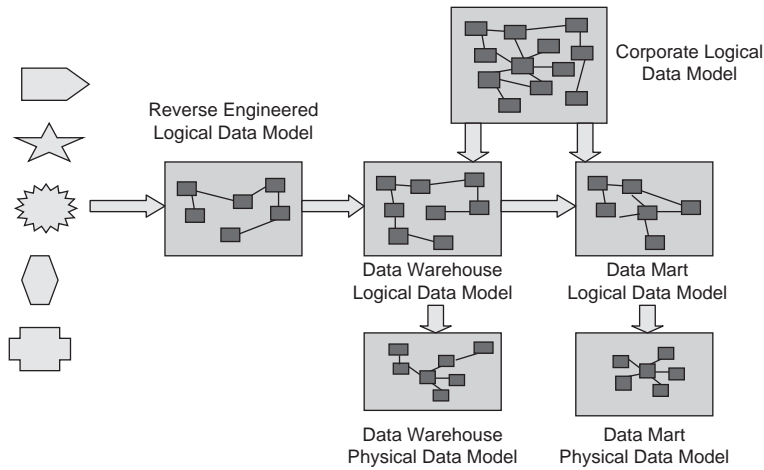 Corporate Logical
Data Model
Reverse Engineered
Logical Data Model
Data Warehouse
Logical Data Model
Data Mart
Logical Data Model
Data Warehouse
Physical Data Model
Data Mart
Physical Data Model